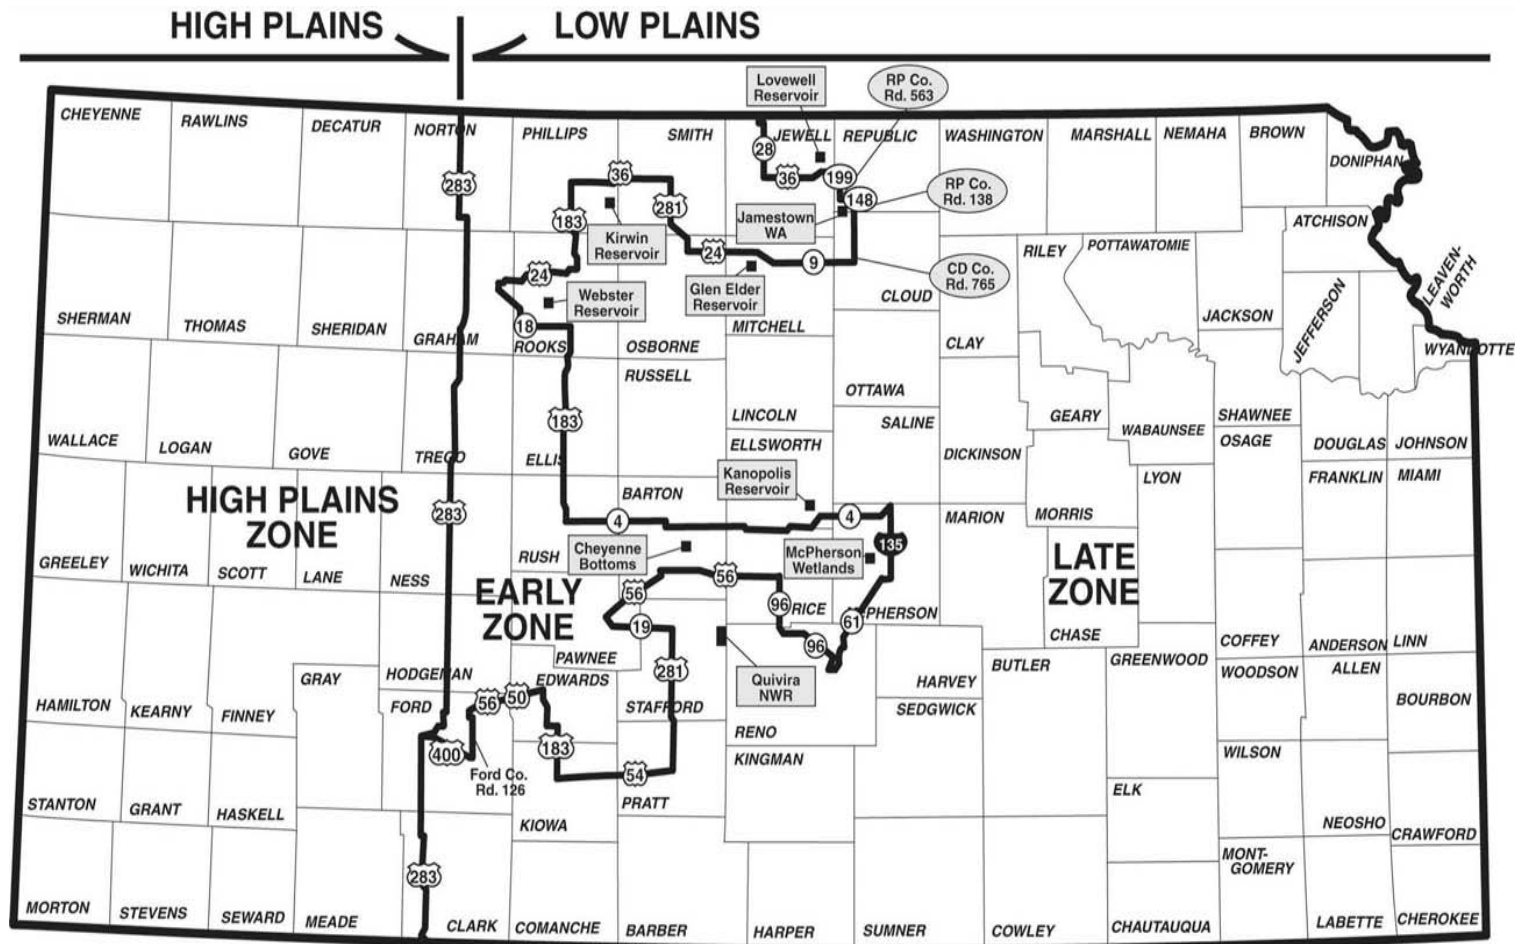 HIGH PLAINS
LOW PLAINS
Lovewell
Reservoir
RP Co.
Rd. 563
CHEYENNE
RAWLINS
DECATUR
NORTON
PHILLIPS
SMITH
JEWELL
REPUBLIC
WASHINGTON
MARSHALL
NEMAHA
BROWN
DONIPHAN
28
36
36
199
283
183
281
148
RP Co.
Rd. 138
Jamestown
WA
Kirwin
Reservoir
24
24
9
Glen Elder
Reservoir
CD Co.
Rd. 765
Webster
Reservoir
ATCHISON
RILEY
POTTAWATOMIE
LEAVEN-
WORTH
CLOUD
JACKSON
JEFFERSON
SHERMAN
THOMAS
SHERIDAN
GRAHAM
18
ROOKS
OSBORNE
MITCHELL
CLAY
WYANDOTTE
RUSSELL
OTTAWA
183
LINCOLN
SALINE
GEARY
WABAUNSEE
SHAWNEE
WALLACE
LOGAN
GOVE
TREGO
ELLIS
ELLSWORTH
DICKINSON
OSAGE
DOUGLAS
JOHNSON
LYON
FRANKLIN
MIAMI
Kanopolis
Reservoir
BARTON
HIGH PLAINS
ZONE
283
4
4
MARION
MORRIS
135
GREELEY
WICHITA
SCOTT
LANE
NESS
RUSH
Cheyenne
Bottoms
McPherson
Wetlands
LATE
ZONE
EARLY
ZONE
56
56
96
RICE
61
PHERSON
19
96
CHASE
COFFEY
ANDERSON
LINN
PAWNEE
HODGEMAN
EDWARDS
281
Quivira
NWR
HARVEY
BUTLER
GREENWOOD
WOODSON
ALLEN
HAMILTON
KEARNY
FINNEY
GRAY
FORD
56
50
STAFFORD
SEDGWICK
BOURBON
RENO
400
183
KINGMAN
WILSON
Ford Co.
Rd. 126
54
PRATT
ELK
STANTON
GRANT
HASKELL
KIOWA
NEOSHO
CRAWFORD
MONT-
GOMERY
283
MORTON
STEVENS
SEWARD
MEADE
CLARK
COMANCHE
BARBER
HARPER
SUMNER
COWLEY
CHAUTAUQUA
LABETTE
CHEROKEE